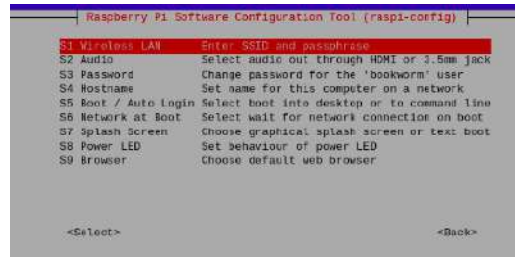 Raspberry Pi Software Configuration Tool (raspi-config)
S1 Wireless LAN Enter SSID and passphrase
S2 Audio Select audio out through HDMI or 3.5mm jack
S3 Password Change password for the 'bookworm' user
S4 Hostname Set name for this computer on a network
S5 Boot / Auto Login Select boot into desktop or to command line
S6 Network at Boot Select wait for network connection on boot
S7 Splash Screen Choose graphical splash screen or text boot
S8 Power LED Set behaviour of power LED
S9 Browser Choose default web browser
<Select> <Back>